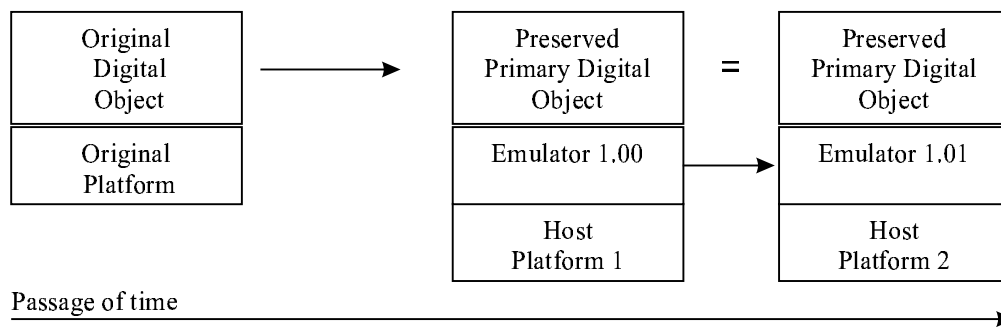 Original
Digital
Object
Original
Platform
Preserved
Primary Digital
Object
Emulator 1.00
Host
Platform 1
=
Preserved
Primary Digital
Object
Emulator 1.01
Host
Platform 2
Passage of time